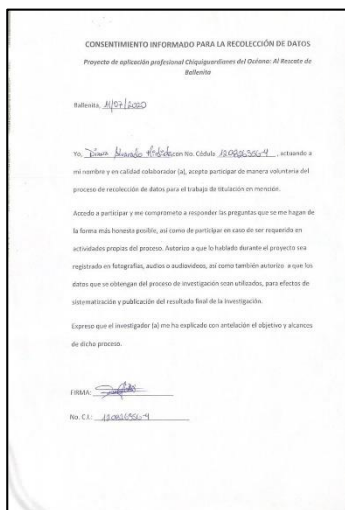 CONSENTIMIENTO INFORMADO PARA LA RECOLECCIÓN DE DATOS
Proyecto de aplicación profesional Chiquiguardianes del Océano: Al Rescate de
Ballenita
Ballenita, 11/07/2020
Yo, Alvarado con No. Cédula , actuando a
mi nombre y en calidad colaborador (a), acepto participar de manera voluntaria del
proceso de recolección de datos para el trabajo de titulación en mención.
Accedo a participar y me comprometo a responder las preguntas que se me hagan de
la forma más honesta posible, así como de participar en caso de ser requerido en
actividades propias del proceso. Autorizo a que lo hablado durante el proyecto sea
registrado en fotografías, audios o audiovideos, así como también autorizo a que los
datos que se obtengan del proceso de investigación sean utilizados, para efectos de
sistematización y publicación del resultado final de la investigación.
Expreso que el investigador (a) me ha explicado con antelación el objetivo y alcances
de dicho proceso.
FIRMA:
No. C.I.: